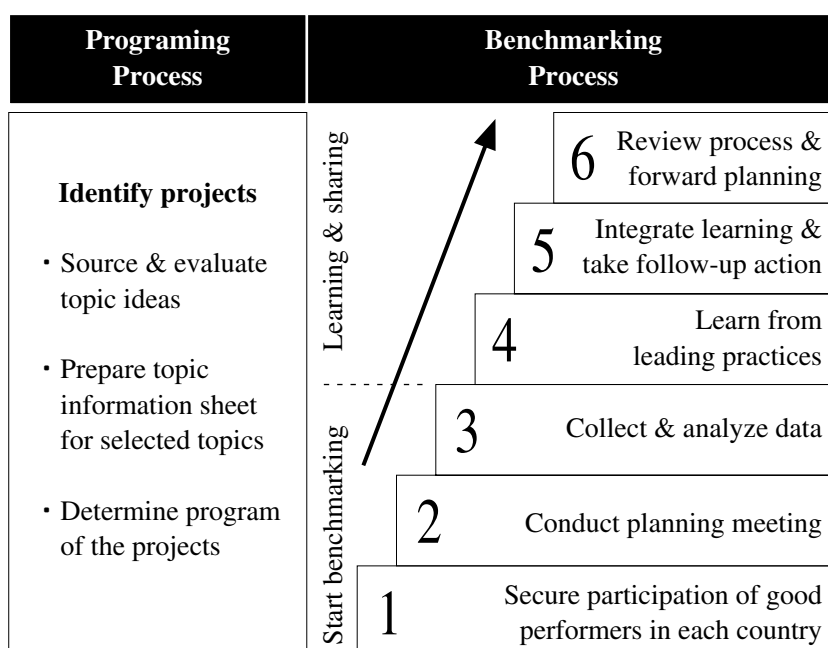 Programing
Process
Benchmarking
Process
Identify projects
· Source & evaluate
topic ideas
· Prepare topic
information sheet
for selected topics
· Determine program
of the projects
Learning & sharing
Start benchmarking
6 Review process &
forward planning
5 Integrate learning &
take follow-up action
4 Learn from
leading practices
3 Collect & analyze data
2 Conduct planning meeting
1 Secure participation of good
performers in each country